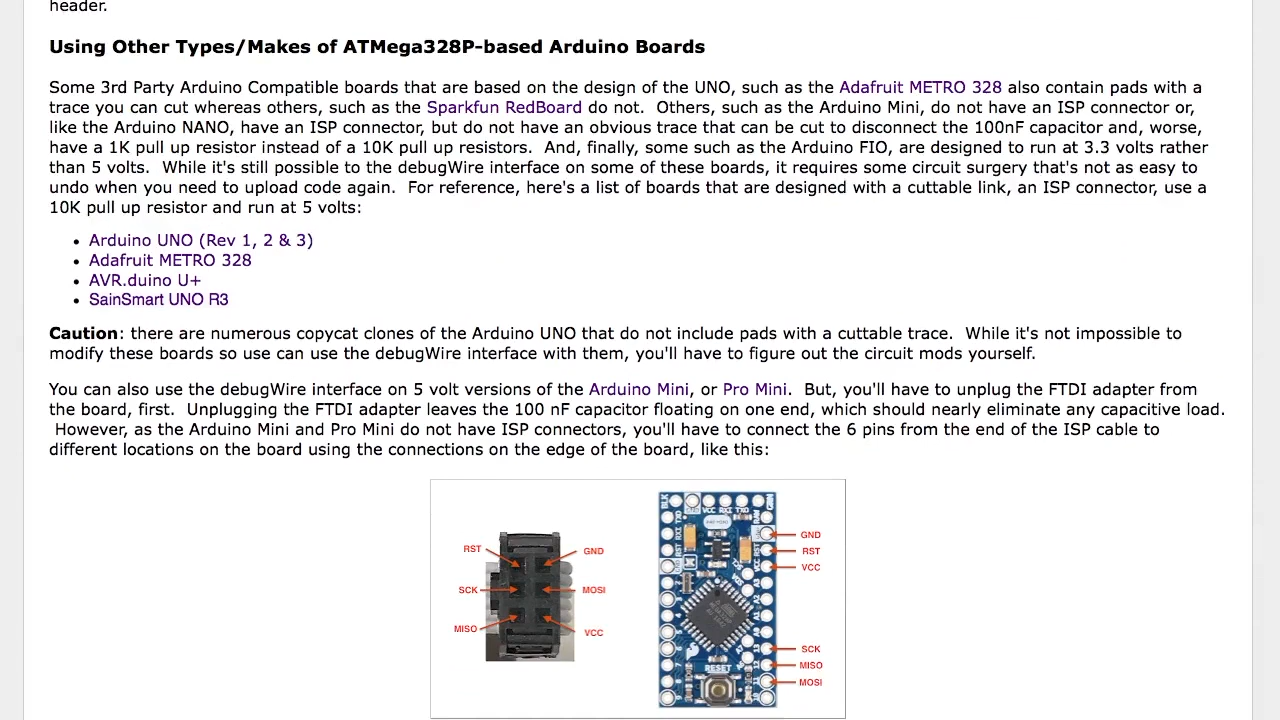 header.
Using Other Types/Makes of ATMega328P-based Arduino Boards
Some 3rd Party Arduino Compatible boards that are based on the design of the UNO, such as the Adafruit METRO 328 also contain pads with a
trace you can cut whereas others, such as the Sparkfun RedBoard do not.  Others, such as the Arduino Mini, do not have an ISP connector or,
like the Arduino NANO, have an ISP connector, but do not have an obvious trace that can be cut to disconnect the 100nF capacitor and, worse,
have a 1K pull up resistor instead of a 10K pull up resistors.  And, finally, some such as the Arduino FIO, are designed to run at 3.3 volts rather
than 5 volts.  While it's still possible to the debugWire interface on some of these boards, it requires some circuit surgery that's not as easy to
undo when you need to upload code again.  For reference, here's a list of boards that are designed with a cuttable link, an ISP connector, use a
10K pull up resistor and run at 5 volts:
• Arduino UNO (Rev 1, 2 & 3)
• Adafruit METRO 328
• AVR.duino U+
• SainSmart UNO R3
Caution: there are numerous copycat clones of the Arduino UNO that do not include pads with a cuttable trace.  While it's not impossible to
modify these boards so use can use the debugWire interface with them, you'll have to figure out the circuit mods yourself.
You can also use the debugWire interface on 5 volt versions of the Arduino Mini, or Pro Mini.  But, you'll have to unplug the FTDI adapter from
the board, first.  Unplugging the FTDI adapter leaves the 100 nF capacitor floating on one end, which should nearly eliminate any capacitive load.
However, as the Arduino Mini and Pro Mini do not have ISP connectors, you'll have to connect the 6 pins from the end of the ISP cable to
different locations on the board using the connections on the edge of the board, like this:
RST
GND
SCK
MOSI
MISO
VCC
BLK
VCC RXI TXO
GRN
TXO
RXI
RST
RAW
RST
VCC
RESET
GND
RST
VCC
SCK
MISO
MOSI